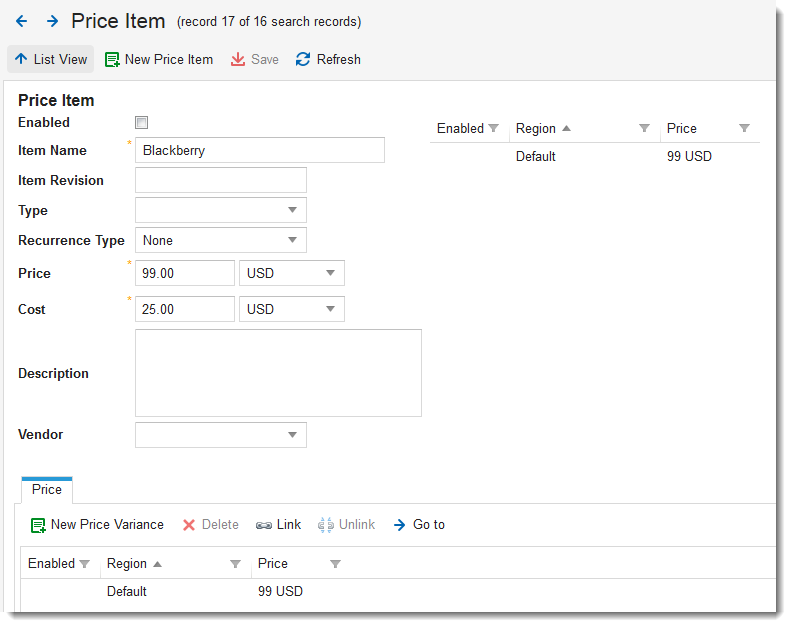 Price Item (record 17 of 16 search records)
List View New Price Item Save Refresh
Price Item
Enabled
Item Name * Blackberry
Item Revision
Type
Recurrence Type None
Price * 99.00 USD
Cost * 25.00 USD
Description
Vendor
Enabled Region Price
Default 99 USD
Price
New Price Variance Delete Link Unlink Go to
Enabled Region Price
Default 99 USD